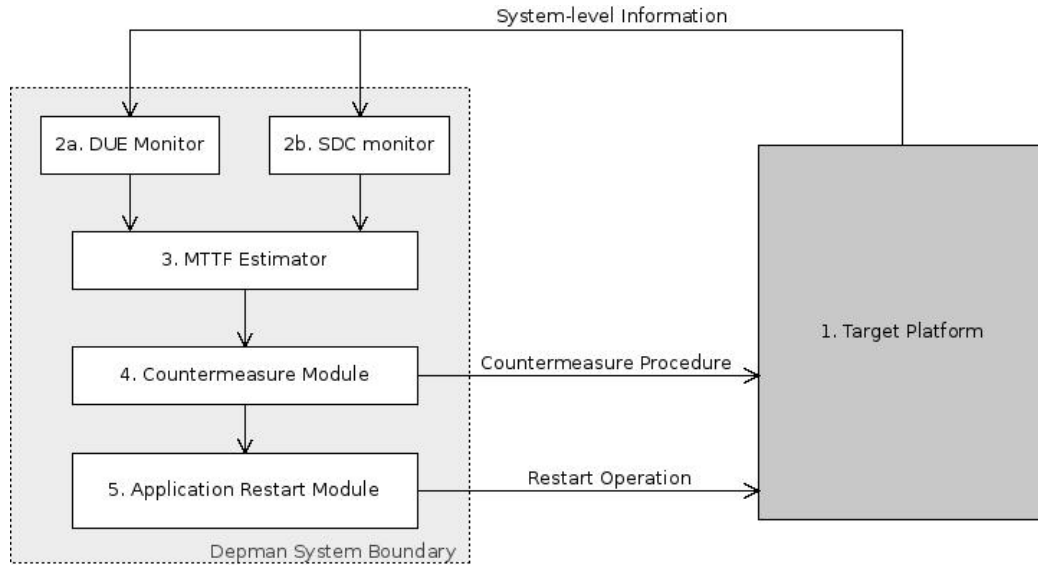 System-level Information
2a. DUE Monitor
2b. SDC monitor
3. MTTF Estimator
1. Target Platform
4. Countermeasure Module
Countermeasure Procedure
5. Application Restart Module
Restart Operation
Depman System Boundary